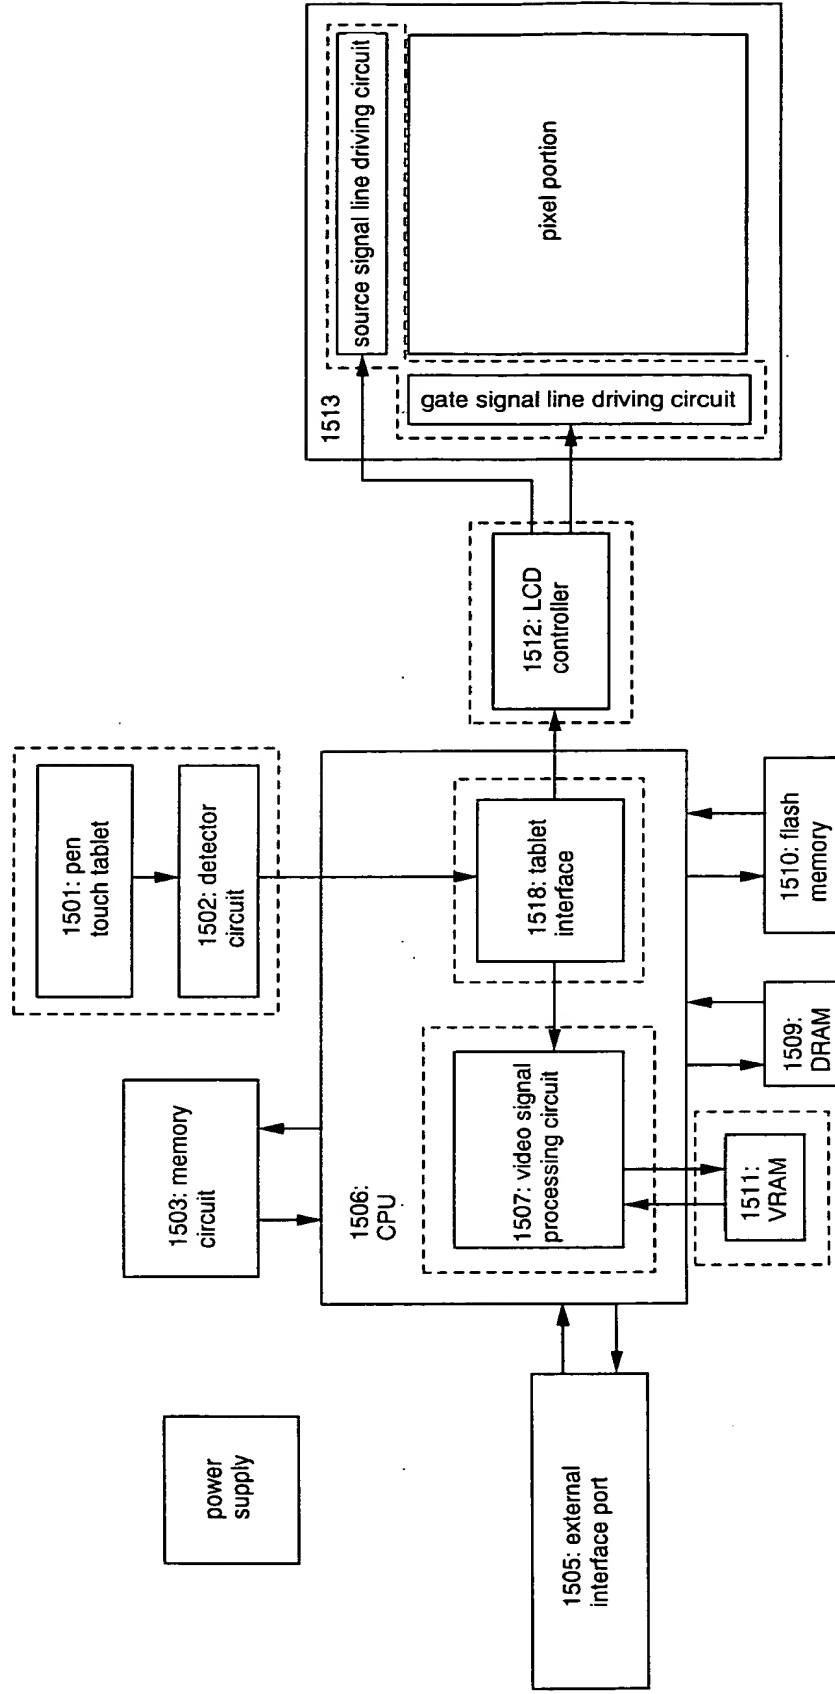 power
supply
1505: external
interface port
1503: memory
circuit
1506:
CPU
1507: video signal
processing circuit
1511:
VRAM
1509:
DRAM
1501: pen
touch tablet
1502: detector
circuit
1518: tablet
interface
1510: flash
memory
1512: LCD
controller
1513
source signal line driving circuit
gate signal line driving circuit
pixel portion